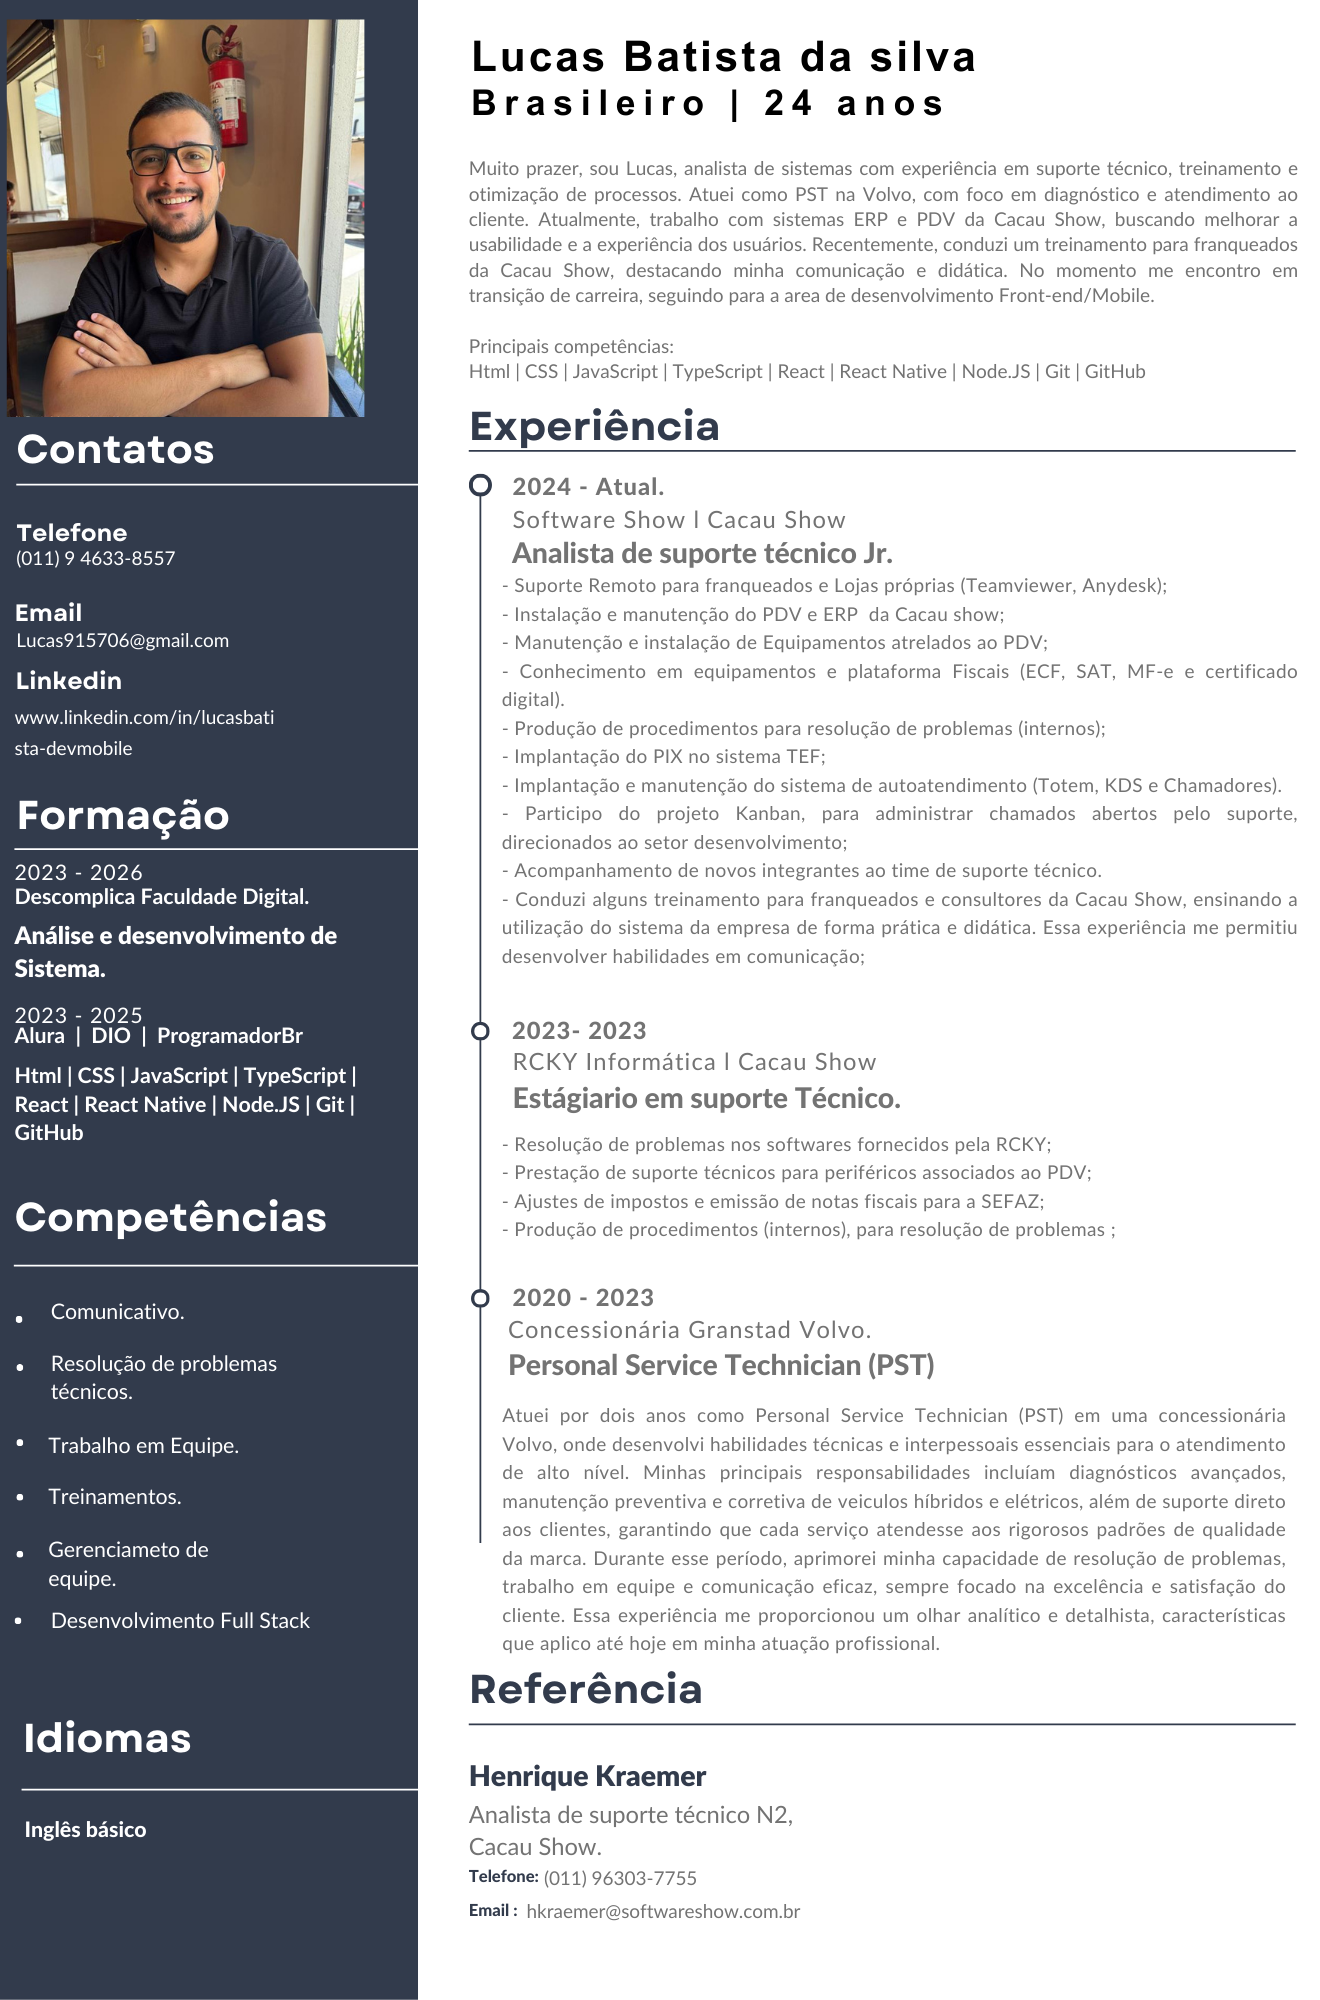 Lucas Batista da silva
Brasileiro | 24 anos
Muito prazer, sou Lucas, analista de sistemas com experiência em suporte técnico, treinamento e
otimização de processos. Atuei como PST na Volvo, com foco em diagnóstico e atendimento ao
cliente. Atualmente, trabalho com sistemas ERP e PDV da Cacau Show, buscando melhorar a
usabilidade e a experiência dos usuários. Recentemente, conduzi um treinamento para franqueados
da Cacau Show, destacando minha comunicação e didática. No momento me encontro em
transição de carreira, seguindo para a area de desenvolvimento Front-end/Mobile.
Principais competências:
Html | CSS | JavaScript | TypeScript | React | React Native | Node.JS | Git | GitHub
Contatos
Telefone
(011) 9 4633-8557
Email
Lucas915706@gmail.com
Linkedin
www.linkedin.com/in/lucasbati
sta-devmobile
Formação
2023 - 2026
Descomplica Faculdade Digital.
Análise e desenvolvimento de
Sistema.
2023 - 2025
Alura | DIO | ProgramadorBr
Html | CSS | JavaScript | TypeScript |
React | React Native | Node.JS | Git |
GitHub
Competências
• Comunicativo.
• Resolução de problemas
técnicos.
• Trabalho em Equipe.
• Treinamentos.
• Gerenciameto de
equipe.
• Desenvolvimento Full Stack
Idiomas
Inglês básico
Experiência
2024 - Atual.
Software Show l Cacau Show
Analista de suporte técnico Jr.
- Suporte Remoto para franqueados e Lojas próprias (Teamviewer, Anydesk);
- Instalação e manutenção do PDV e ERP  da Cacau show;
- Manutenção e instalação de Equipamentos atrelados ao PDV;
- Conhecimento em equipamentos e plataforma Fiscais (ECF, SAT, MF-e e certificado
digital).
- Produção de procedimentos para resolução de problemas (internos);
- Implantação do PIX no sistema TEF;
- Implantação e manutenção do sistema de autoatendimento (Totem, KDS e Chamadores).
- Participo do projeto Kanban, para administrar chamados abertos pelo suporte,
direcionados ao setor desenvolvimento;
- Acompanhamento de novos integrantes ao time de suporte técnico.
- Conduzi alguns treinamento para franqueados e consultores da Cacau Show, ensinando a
utilização do sistema da empresa de forma prática e didática. Essa experiência me permitiu
desenvolver habilidades em comunicação;
2023- 2023
RCKY Informática l Cacau Show
Estágiario em suporte Técnico.
- Resolução de problemas nos softwares fornecidos pela RCKY;
- Prestação de suporte técnicos para periféricos associados ao PDV;
- Ajustes de impostos e emissão de notas fiscais para a SEFAZ;
- Produção de procedimentos (internos), para resolução de problemas ;
2020 - 2023
Concessionária Granstad Volvo.
Personal Service Technician (PST)
Atuei por dois anos como Personal Service Technician (PST) em uma concessionária
Volvo, onde desenvolvi habilidades técnicas e interpessoais essenciais para o atendimento
de alto nível. Minhas principais responsabilidades incluíam diagnósticos avançados,
manutenção preventiva e corretiva de veiculos híbridos e elétricos, além de suporte direto
aos clientes, garantindo que cada serviço atendesse aos rigorosos padrões de qualidade
da marca. Durante esse período, aprimorei minha capacidade de resolução de problemas,
trabalho em equipe e comunicação eficaz, sempre focado na excelência e satisfação do
cliente. Essa experiência me proporcionou um olhar analítico e detalhista, características
que aplico até hoje em minha atuação profissional.
Referência
Henrique Kraemer
Analista de suporte técnico N2,
Cacau Show.
Telefone: (011) 96303-7755
Email : hkraemer@softwareshow.com.br